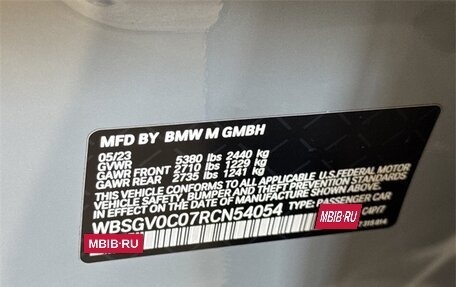 MFD BY BMW M GMBH
05/23 5380 lbs 2440 kg
GVWR
GAWR FRONT 2710 lbs 1229 kg
GAWR REAR 2735 lbs 1241 kg
THIS VEHICLE CONFORMS TO ALL APPLICABLE U.S.FEDERAL MOTOR
VEHICLE SAFETY, BUMPER, AND THEFT PREVENTION STANDARDS
IN EFFECT ON THE DATE OF MANUFACTURE SHOWN ABOVE.
WBSGV0C07RCN54054 TYPE: PASSENGER CAR
MBIB.RU
C4P/7
MBIB.RU